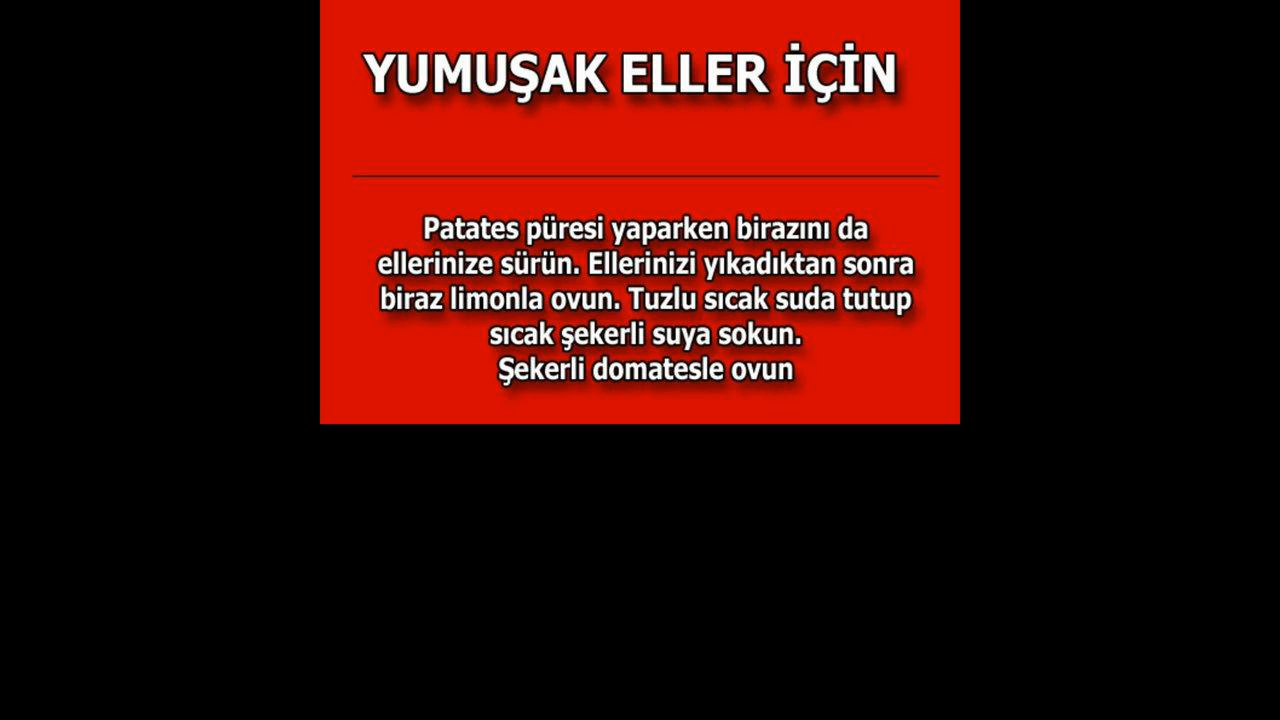 YUMUŞAK ELLER İÇİN
Patates püresi yaparken birazını da
ellerinize sürün. Ellerinizi yıkadıktan sonra
biraz limonla ovun. Tuzlu sıcak suda tutup
sıcak şekerli suya sokun.
Şekerli domatesle ovun